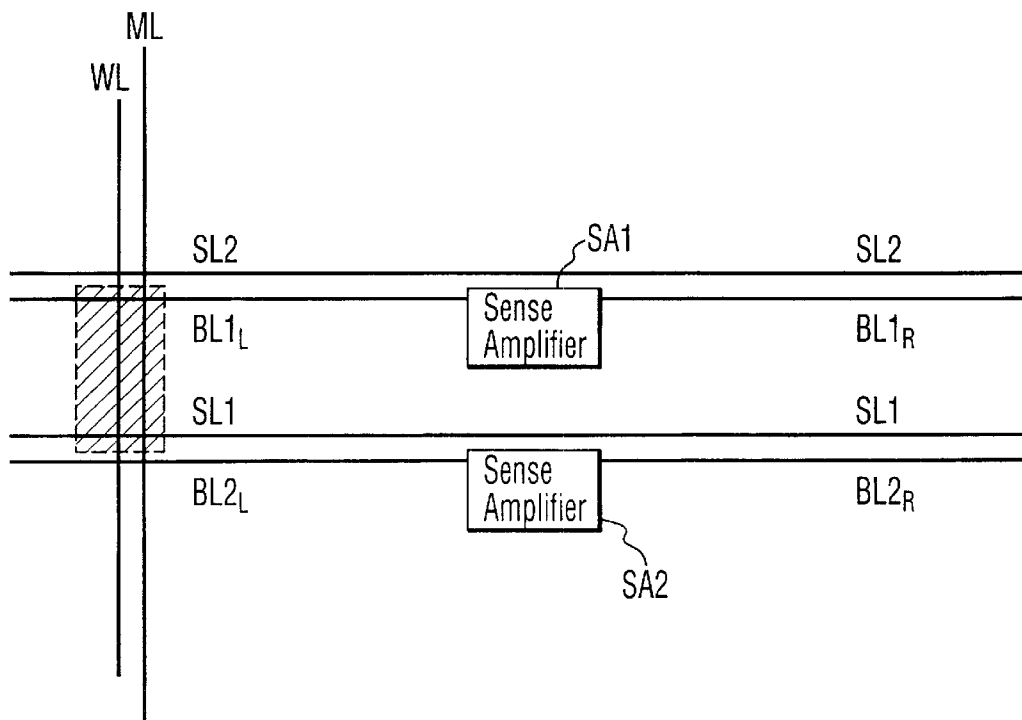 ML
WL
SA1
SL2
SL2
Sense
Amplifier
BL1L
BL1R
SL1
SL1
Sense
Amplifier
BL2L
BL2R
SA2